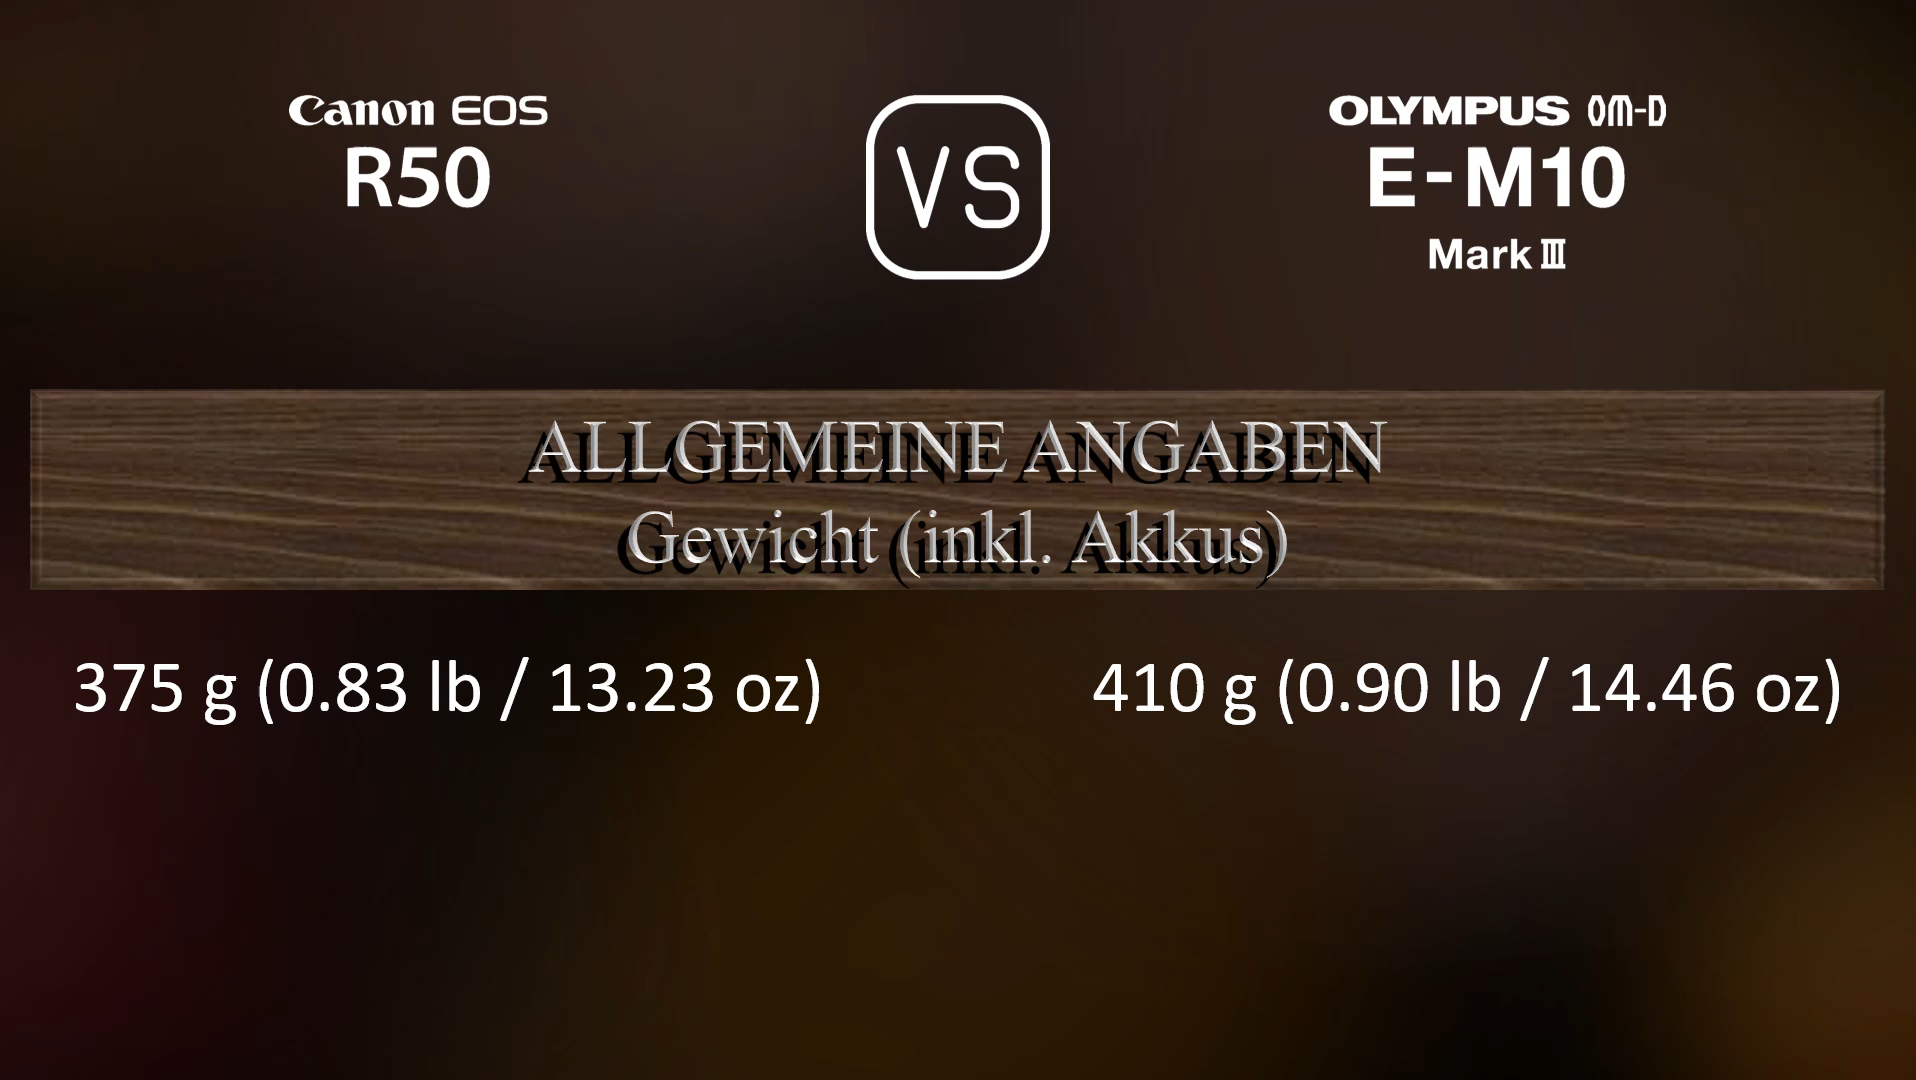 Canon EOS
R50
VS
OLYMPUS OM-D
E-M10
Mark III
ALLGEMEINE ANGABEN
Gewicht (inkl. Akkus)
375 g (0.83 lb / 13.23 oz)
410 g (0.90 lb / 14.46 oz)